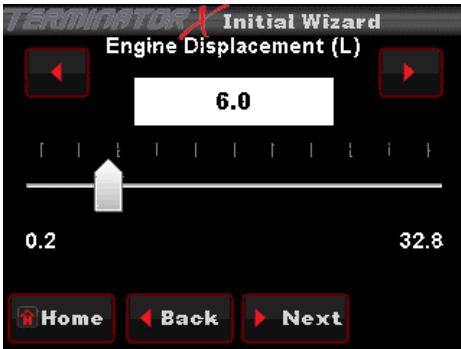 TERMINATOR X Initial Wizard
Engine Displacement (L)
6.0
0.2 32.8
Home Back Next